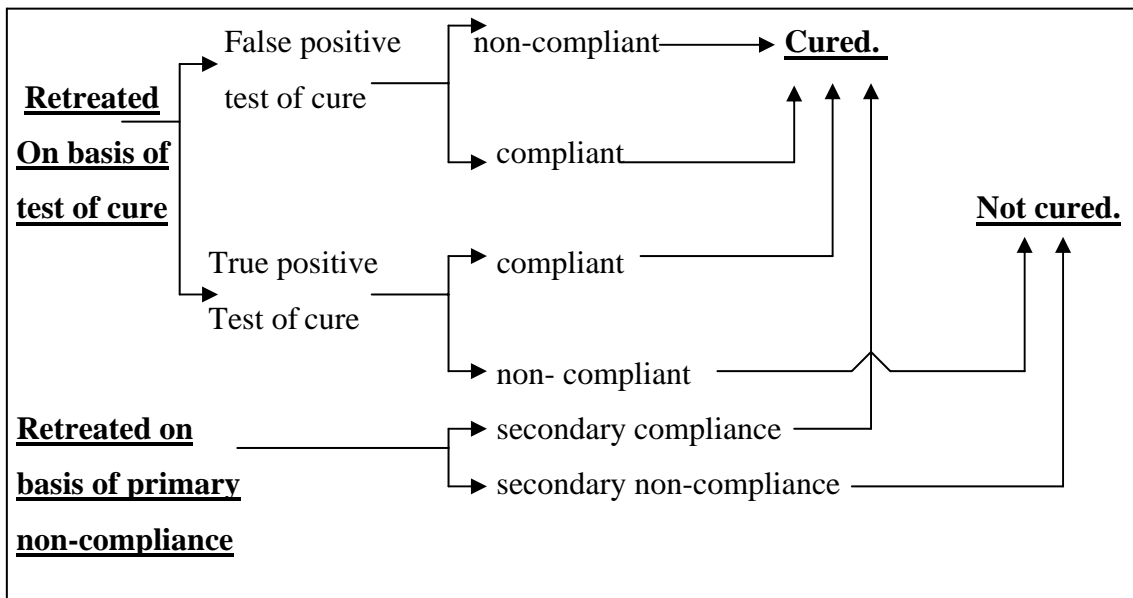 False positive
test of cure
non-compliant
Cured.
Retreated
On basis of
test of cure
compliant
Not cured.
True positive
Test of cure
compliant
non- compliant
Retreated on
basis of primary
non-compliance
secondary compliance
secondary non-compliance